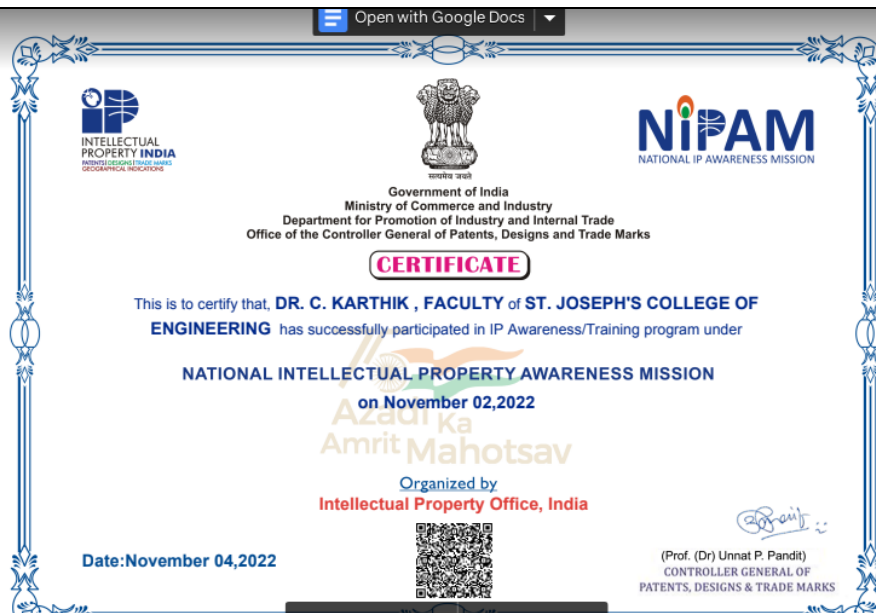 Open with Google Docs
iP
INTELLECTUAL
PROPERTY INDIA
PATENTS | DESIGNS | TRADE MARKS
GEOGRAPHICAL INDICATIONS
सत्यमेव जयते
NiPAM
NATIONAL IP AWARENESS MISSION
Government of India
Ministry of Commerce and Industry
Department for Promotion of Industry and Internal Trade
Office of the Controller General of Patents, Designs and Trade Marks
CERTIFICATE
This is to certify that, DR. C. KARTHIK , FACULTY of ST. JOSEPH'S COLLEGE OF
ENGINEERING has successfully participated in IP Awareness/Training program under
NATIONAL INTELLECTUAL PROPERTY AWARENESS MISSION
on November 02,2022
Azadi Ka
Amrit Mahotsav
Organized by
Intellectual Property Office, India
Date:November 04,2022
(Prof. (Dr) Unnat P. Pandit)
CONTROLLER GENERAL OF
PATENTS, DESIGNS & TRADE MARKS